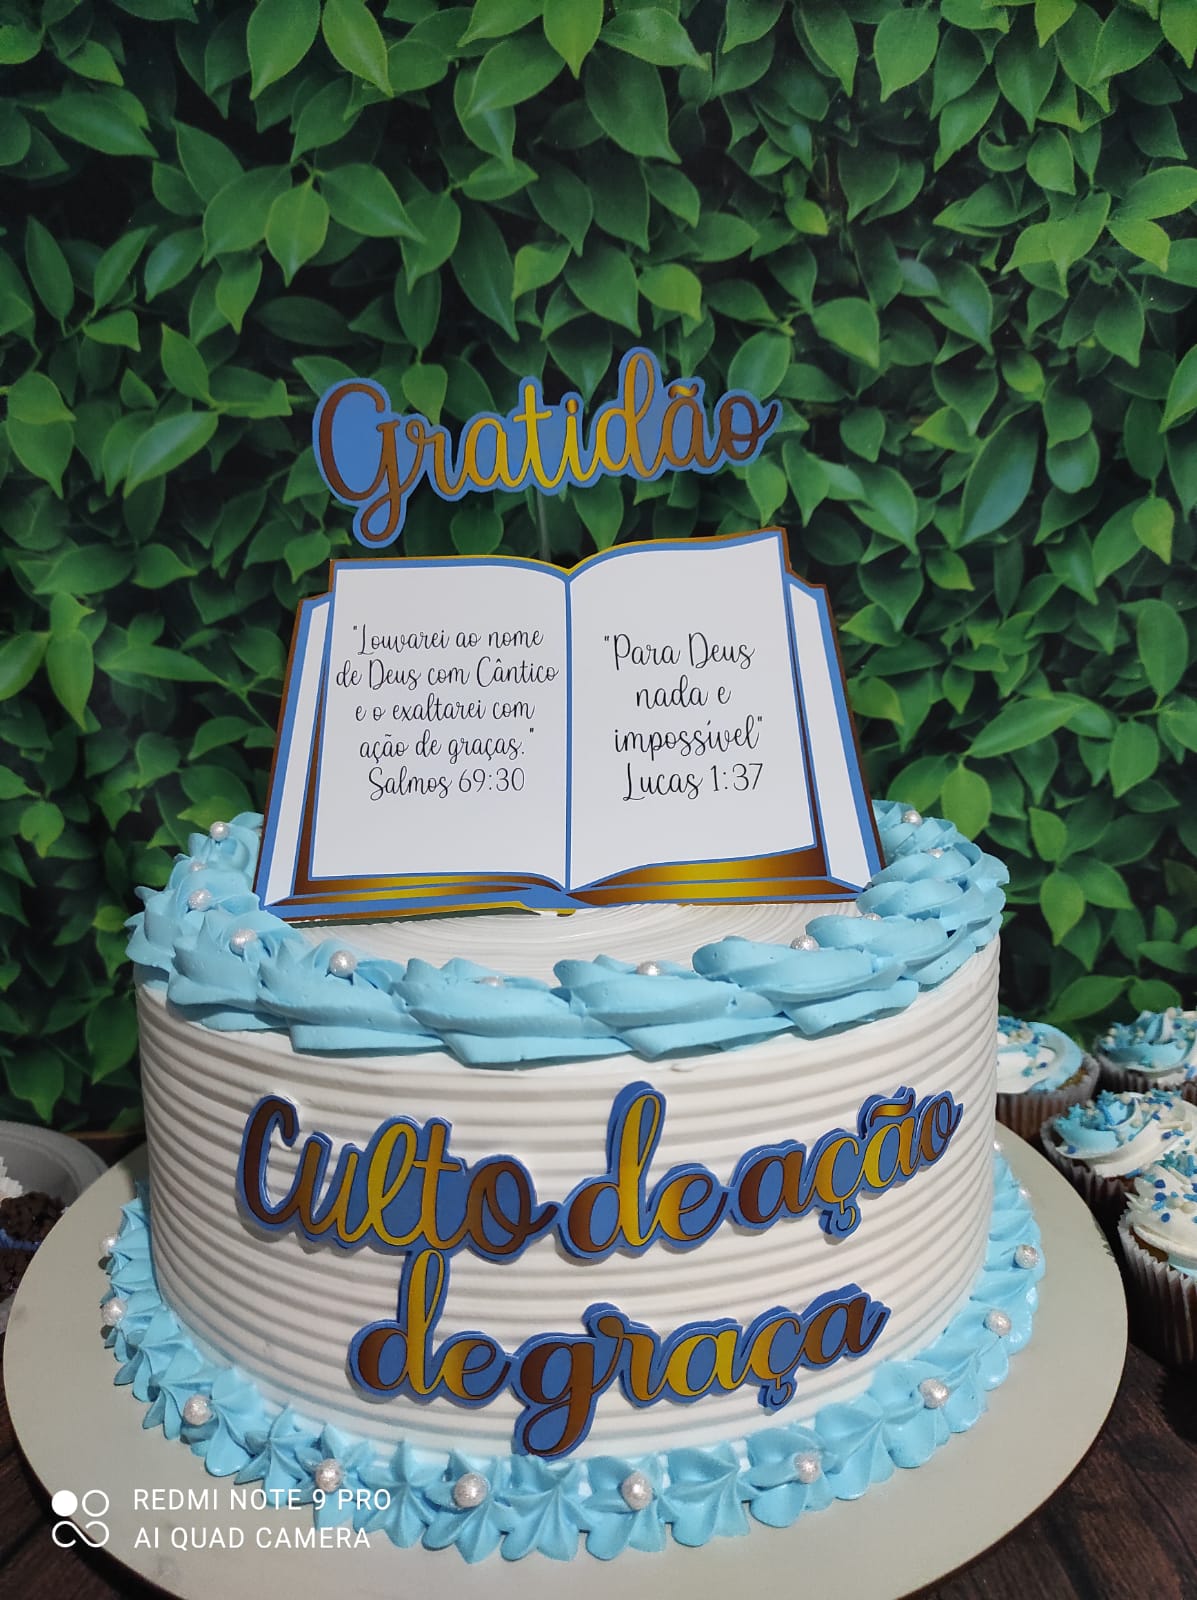 Gratidão
"Louvarei ao nome
de Deus com Cântico
e o exaltarei com
ação de graças."
Salmos 69:30
"Para Deus
nada e
impossível"
Lucas 1:37
Culto de ação
de graça
REDMI NOTE 9 PRO
AI QUAD CAMERA